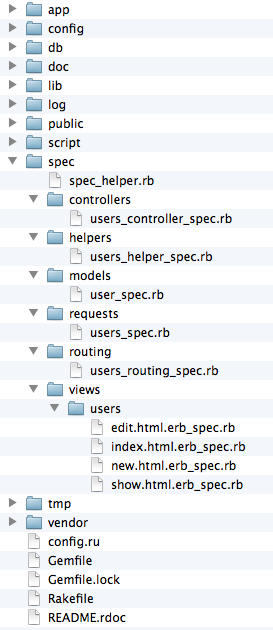 app
config
db
doc
lib
log
public
script
spec
spec_helper.rb
controllers
users_controller_spec.rb
helpers
users_helper_spec.rb
models
user_spec.rb
requests
users_spec.rb
routing
users_routing_spec.rb
views
users
edit.html.erb_spec.rb
index.html.erb_spec.rb
new.html.erb_spec.rb
show.html.erb_spec.rb
tmp
vendor
config.ru
Gemfile
Gemfile.lock
Rakefile
README.rdoc